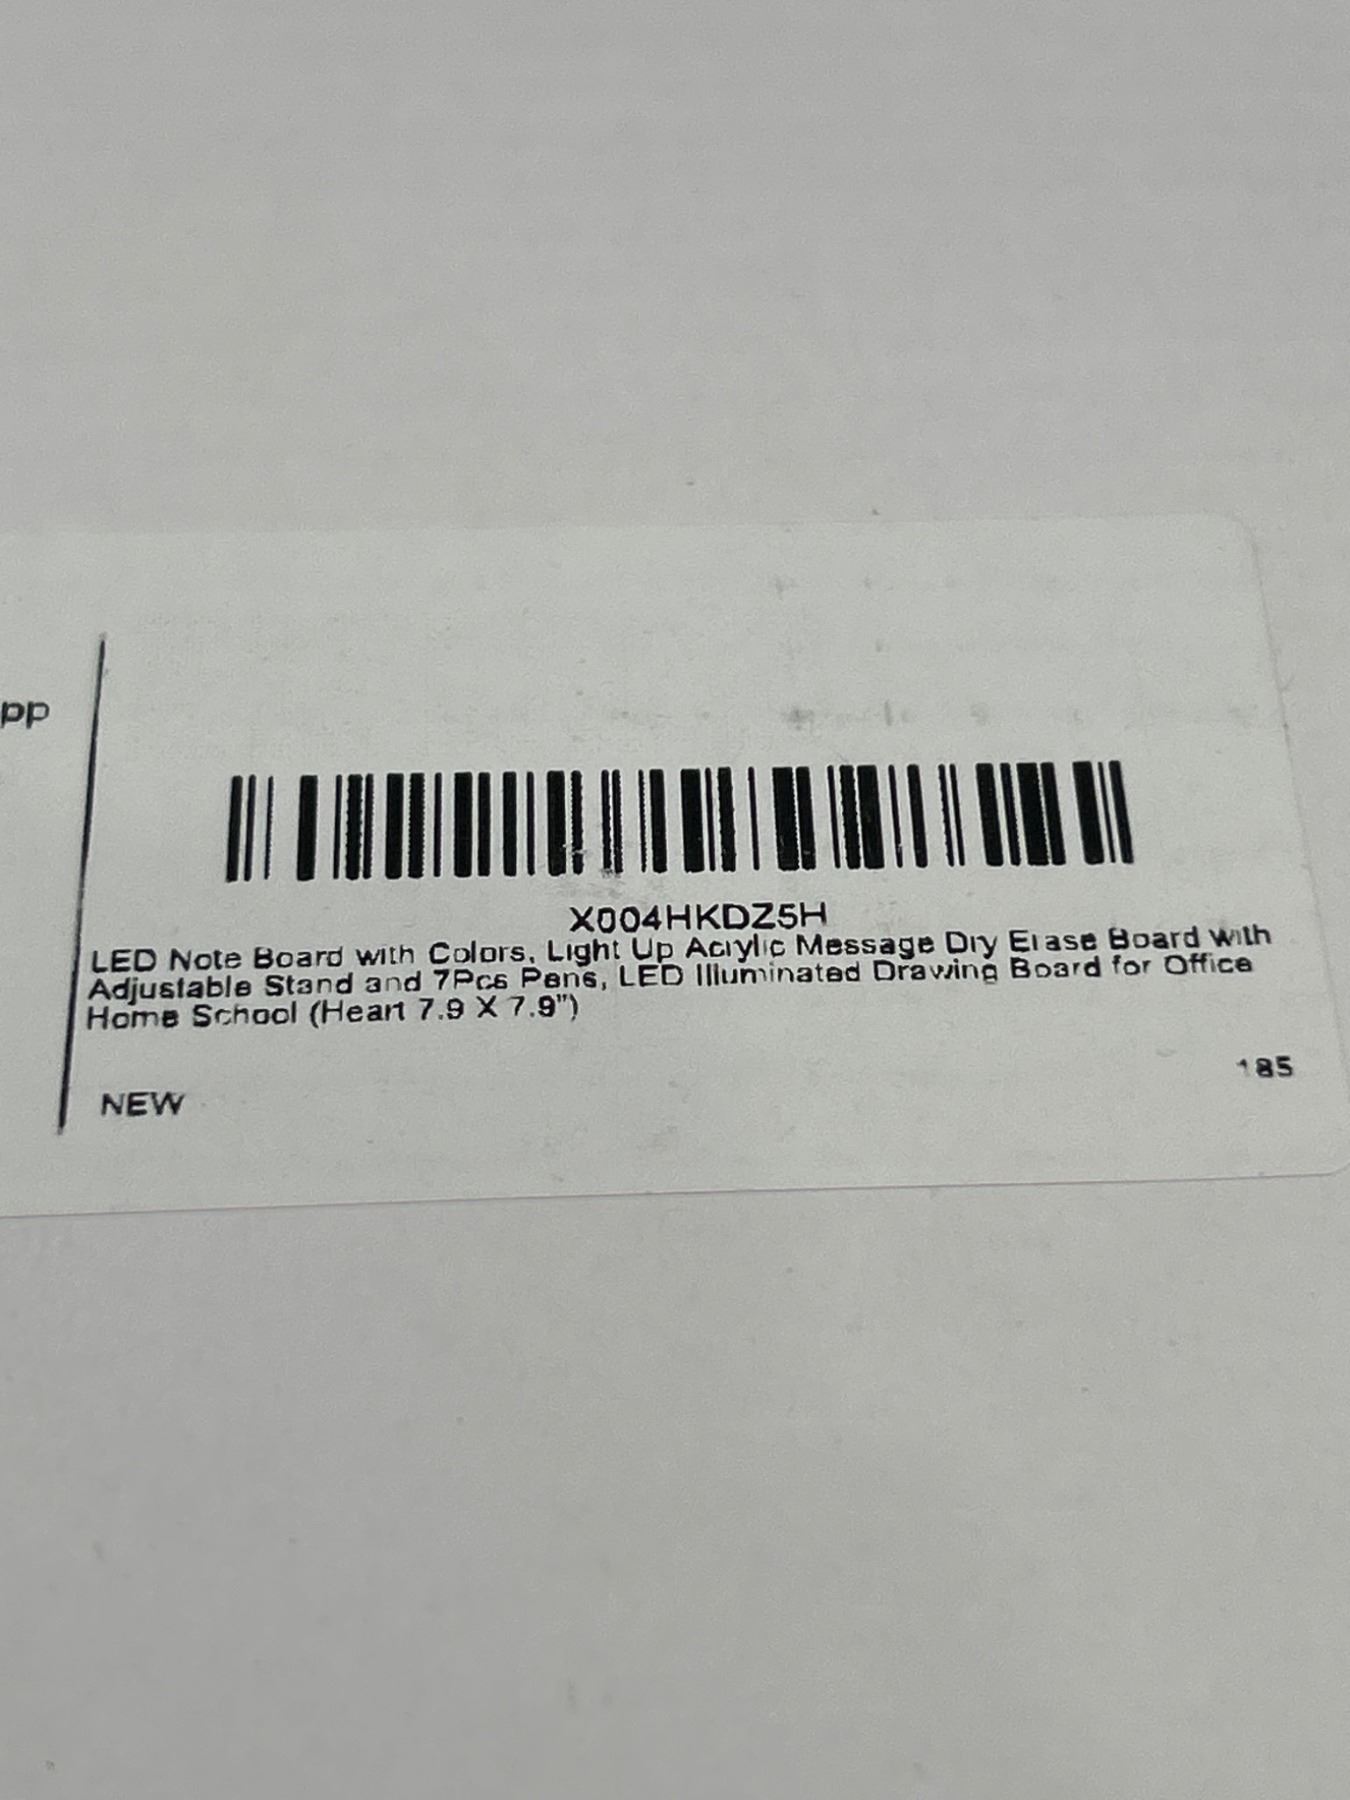 pp
X004HKDZ5H
LED Note Board with Colors, Light Up Acrylic Message Dry Erase Board with
Adjustable Stand and 7Pcs Pens, LED Illuminated Drawing Board for Office
Home School (Heart 7.9 X 7.9")
185
NEW